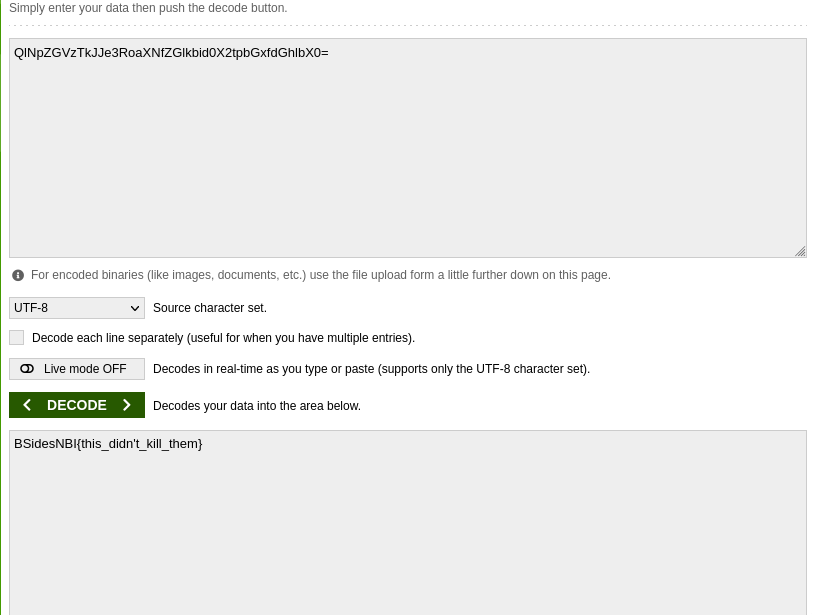 Simply enter your data then push the decode button.
QlNpZGVzTkJJe3RoaXNfZGlkbid0X2tpbGxfdGhlbX0=
For encoded binaries (like images, documents, etc.) use the file upload form a little further down on this page.
UTF-8 Source character set.
Decode each line separately (useful for when you have multiple entries).
Live mode OFF Decodes in real-time as you type or paste (supports only the UTF-8 character set).
DECODE Decodes your data into the area below.
BSidesNBI{this_didn't_kill_them}